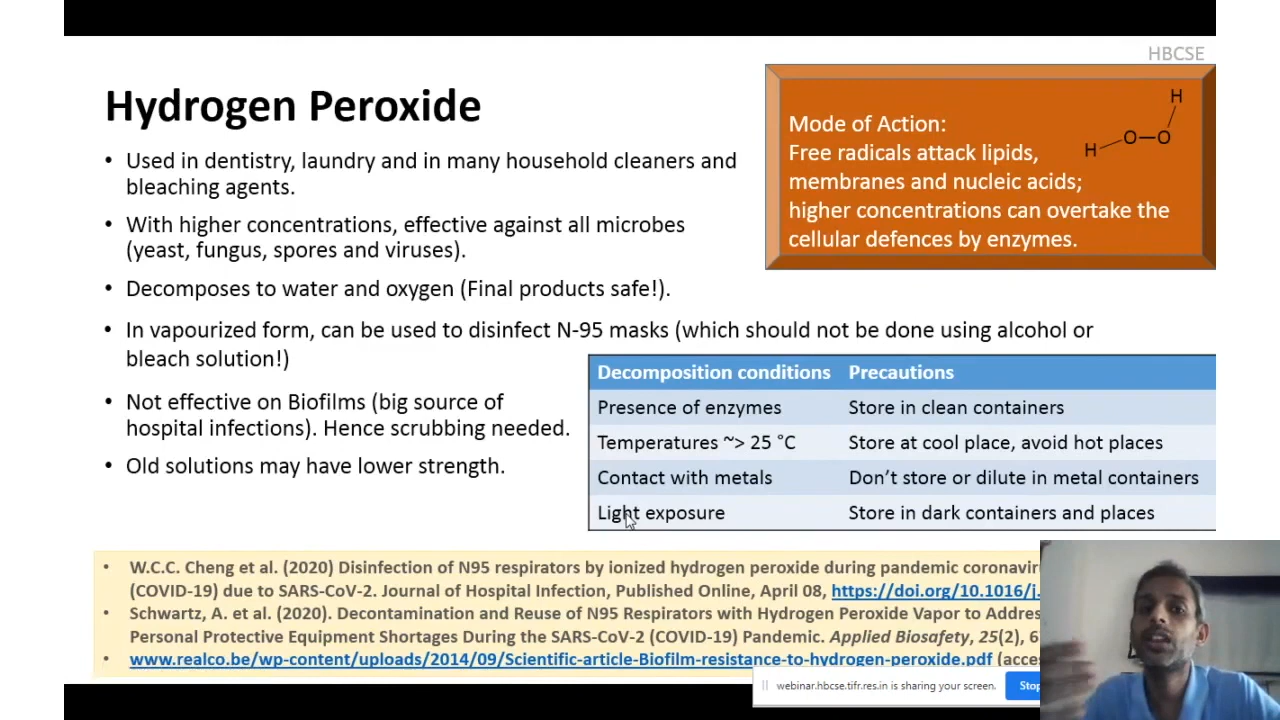 HBCSE
Hydrogen Peroxide
• Used in dentistry, laundry and in many household cleaners and
bleaching agents.
• With higher concentrations, effective against all microbes
(yeast, fungus, spores and viruses).
• Decomposes to water and oxygen (Final products safe!).
• In vapourized form, can be used to disinfect N-95 masks (which should not be done using alcohol or
bleach solution!)
• Not effective on Biofilms (big source of
hospital infections). Hence scrubbing needed.
• Old solutions may have lower strength.
Mode of Action:
Free radicals attack lipids,
membranes and nucleic acids;
higher concentrations can overtake the
cellular defences by enzymes.
H
H O—O
Decomposition conditions Precautions
Presence of enzymes Store in clean containers
Temperatures ~> 25 °C Store at cool place, avoid hot places
Contact with metals Don’t store or dilute in metal containers
Light exposure Store in dark containers and places
• W.C.C. Cheng et al. (2020) Disinfection of N95 respirators by ionized hydrogen peroxide during pandemic coronavir
(COVID-19) due to SARS-CoV-2. Journal of Hospital Infection, Published Online, April 08, https://doi.org/10.1016/j.
• Schwartz, A. et al. (2020). Decontamination and Reuse of N95 Respirators with Hydrogen Peroxide Vapor to Addres
Personal Protective Equipment Shortages During the SARS-CoV-2 (COVID-19) Pandemic. Applied Biosafety, 25(2), 6
• www.realco.be/wp-content/uploads/2014/09/Scientific-article-Biofilm-resistance-to-hydrogen-peroxide.pdf (acces
webinar.hbcse.tifr.res.in is sharing your screen. Stop